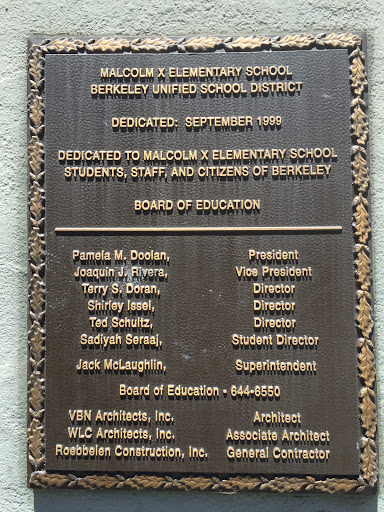 MALCOLM X ELEMENTARY SCHOOL
BERKELEY UNIFIED SCHOOL DISTRICT
DEDICATED: SEPTEMBER 1999
DEDICATED TO MALCOLM X ELEMENTARY SCHOOL
STUDENTS, STAFF, AND CITIZENS OF BERKELEY
BOARD OF EDUCATION
Pamela M. Doolan, President
Joaquin J. Rivera, Vice President
Terry S. Doran, Director
Shirley Issel, Director
Ted Schultz, Director
Sadiyah Seraaj, Student Director
Jack McLaughlin, Superintendent
Board of Education - 644-6550
VBN Architects, Inc. Architect
WLC Architects, Inc. Associate Architect
Roebbelen Construction, Inc. General Contractor